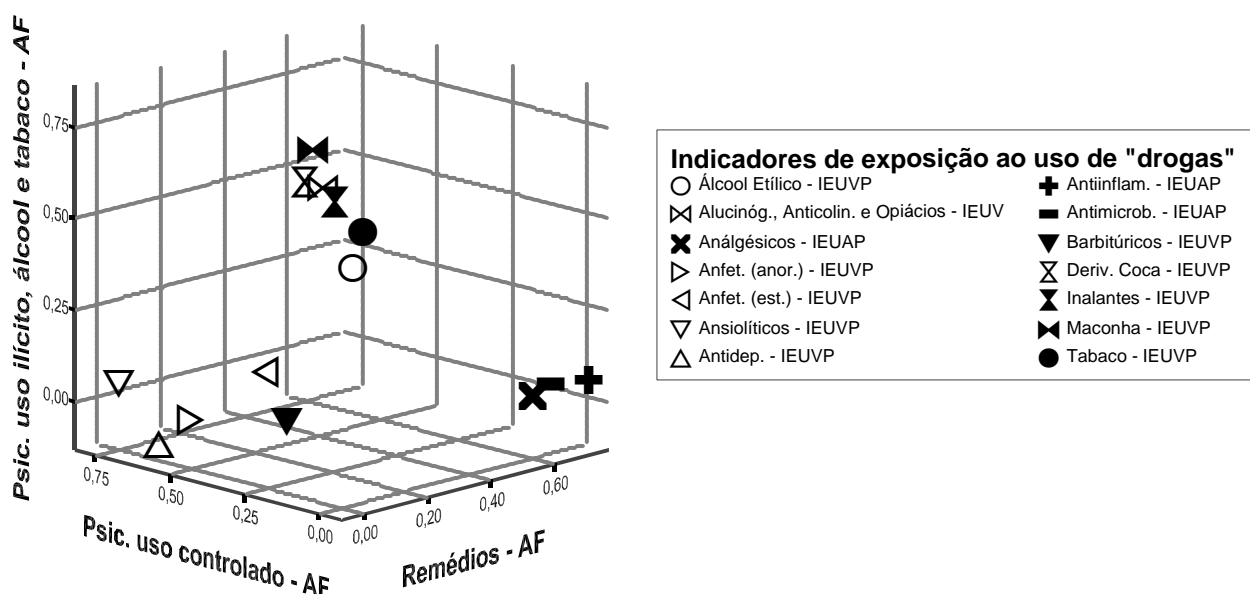 Psic. uso ilícito, álcool e tabaco - AF
0,75
0,50
0,25
0,00
0,75
0,50
0,25
0,00
Psic. uso controlado - AF
0,00
0,20
0,40
0,60
Remédios - AF
Indicadores de exposição ao uso de "drogas"
Álcool Etílico - IEUVP
Alucinóg., Anticolin. e Opiácios - IEUV
Análgésicos - IEUAP
Anfet. (anor.) - IEUVP
Anfet. (est.) - IEUVP
Ansiolíticos - IEUVP
Antidep. - IEUVP
Antiinflam. - IEUAP
Antimicrob. - IEUAP
Barbitúricos - IEUVP
Deriv. Coca - IEUVP
Inalantes - IEUVP
Maconha - IEUVP
Tabaco - IEUVP